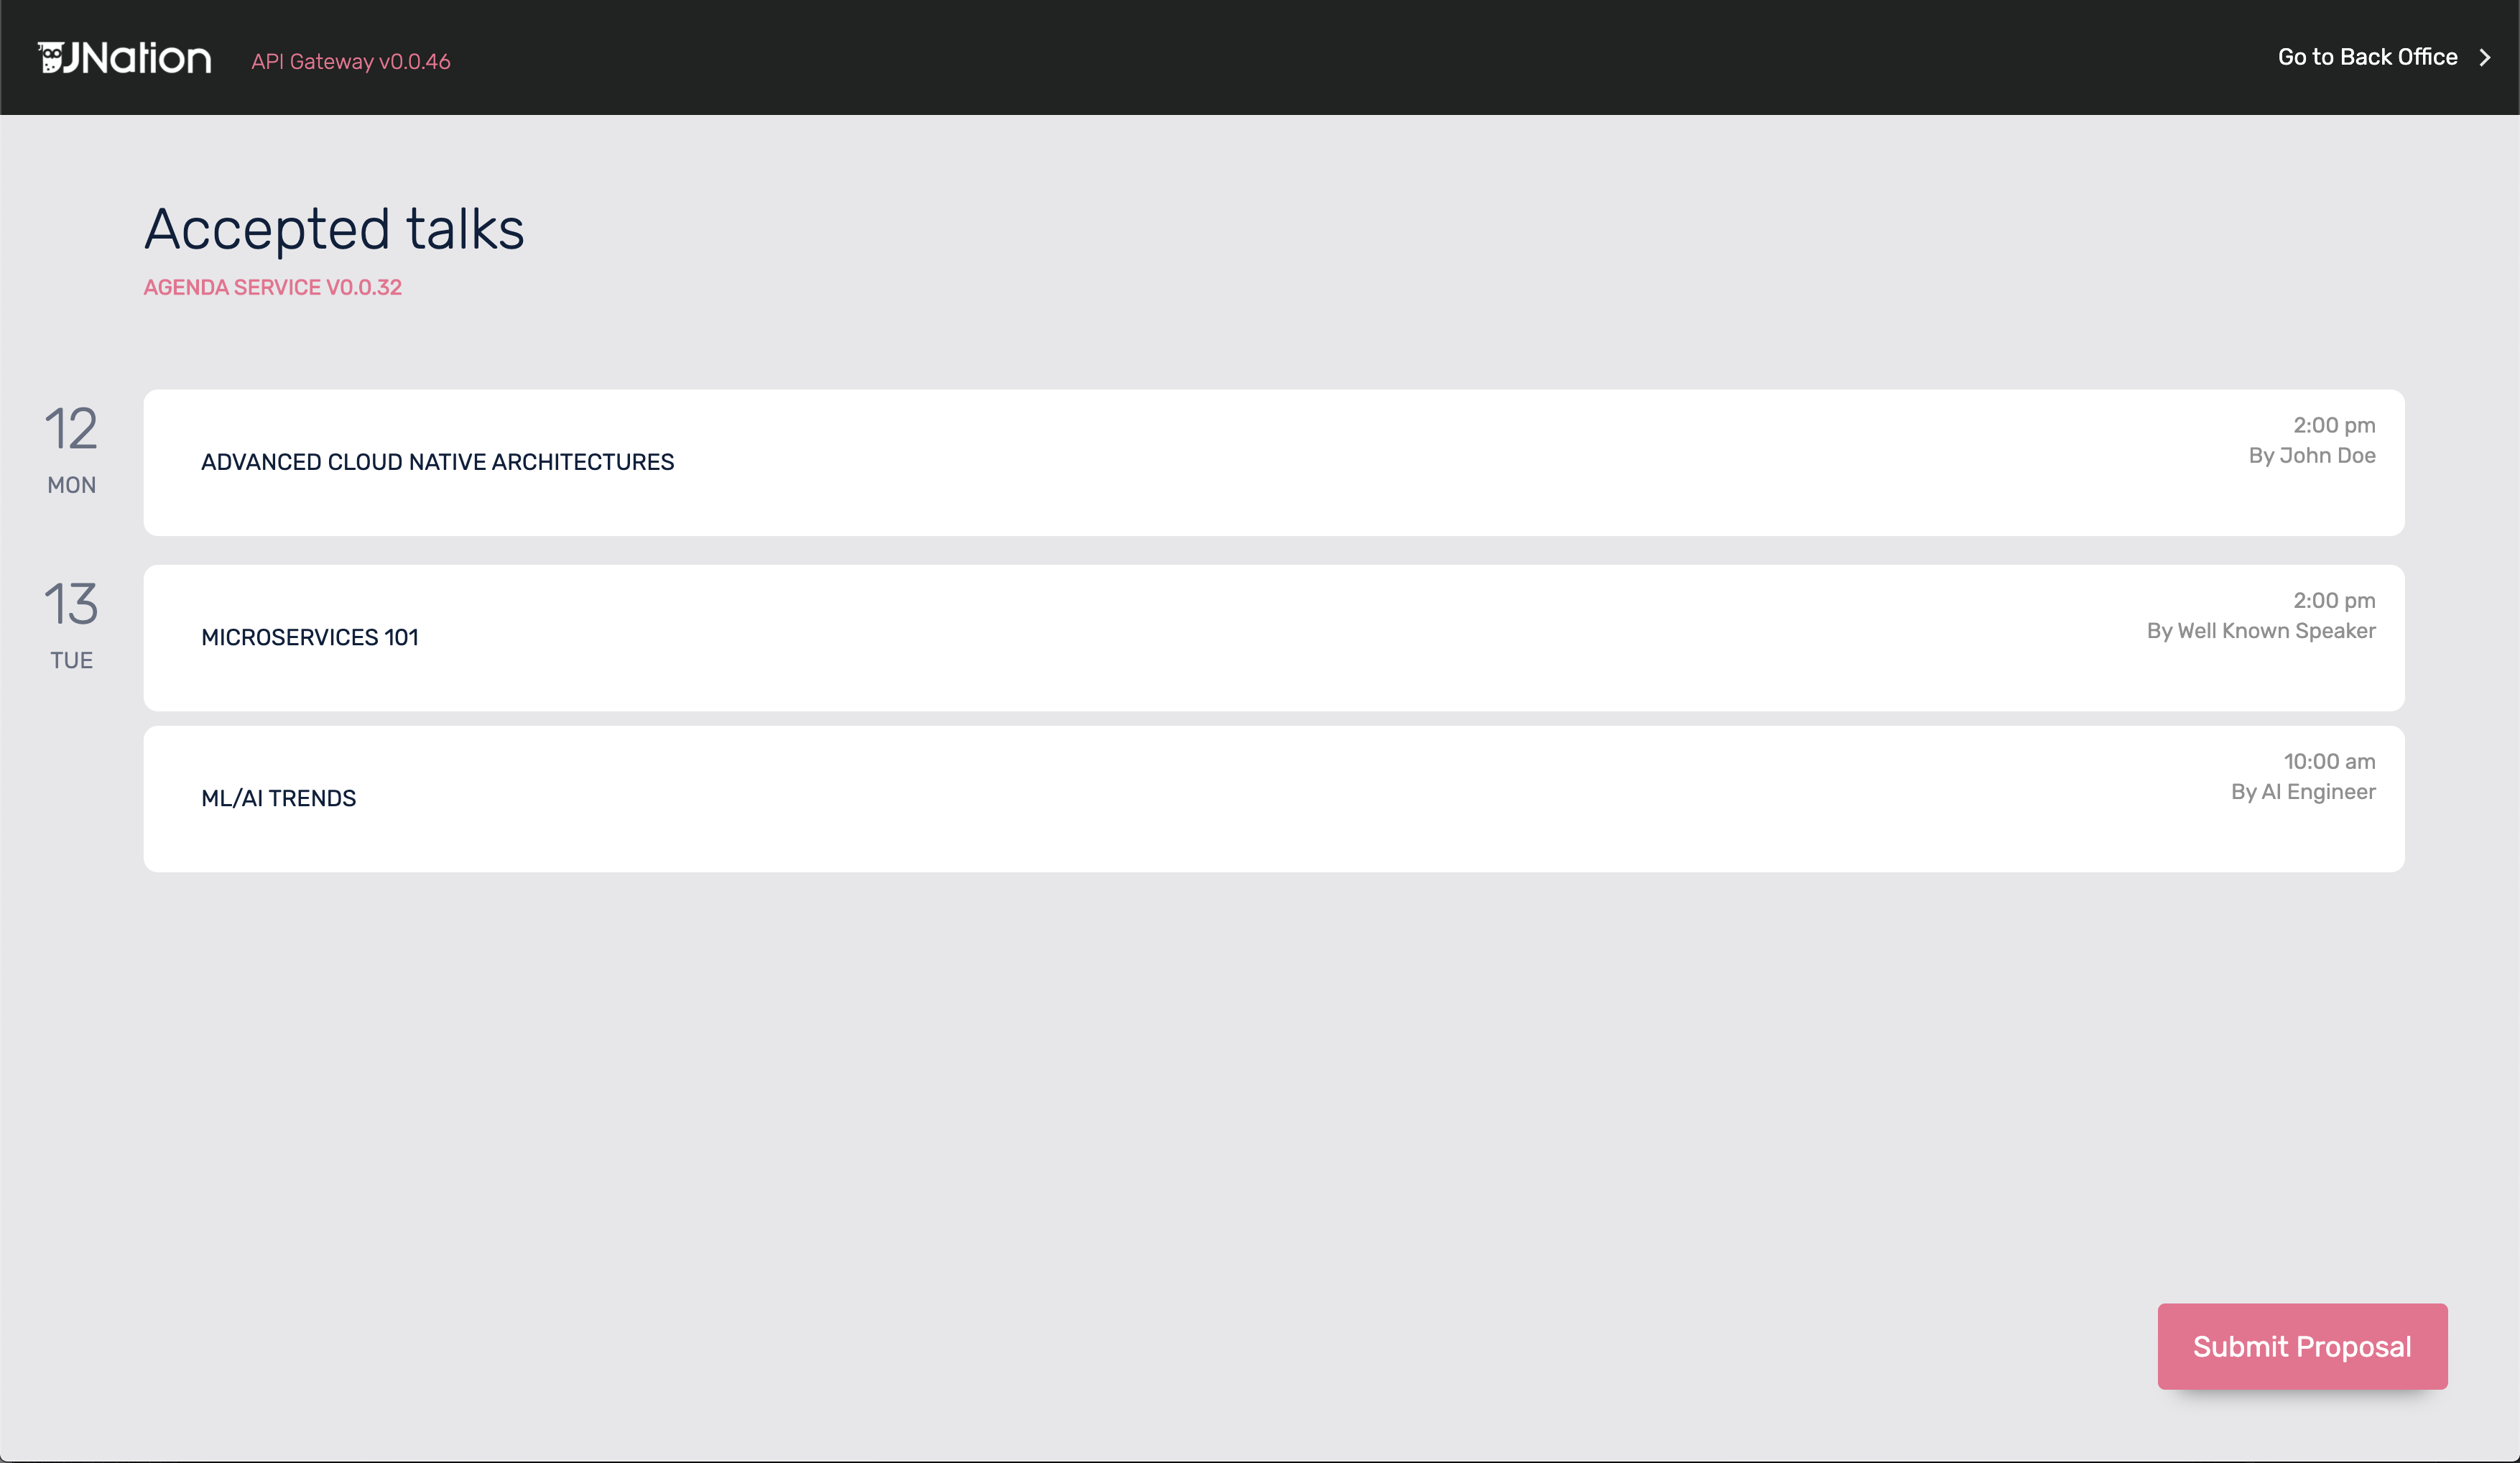 JNation
API Gateway v0.0.46
Go to Back Office
Accepted talks
AGENDA SERVICE V0.0.32
12
MON
ADVANCED CLOUD NATIVE ARCHITECTURES
2:00 pm
By John Doe
13
TUE
MICROSERVICES 101
2:00 pm
By Well Known Speaker
ML/AI TRENDS
10:00 am
By AI Engineer
Submit Proposal